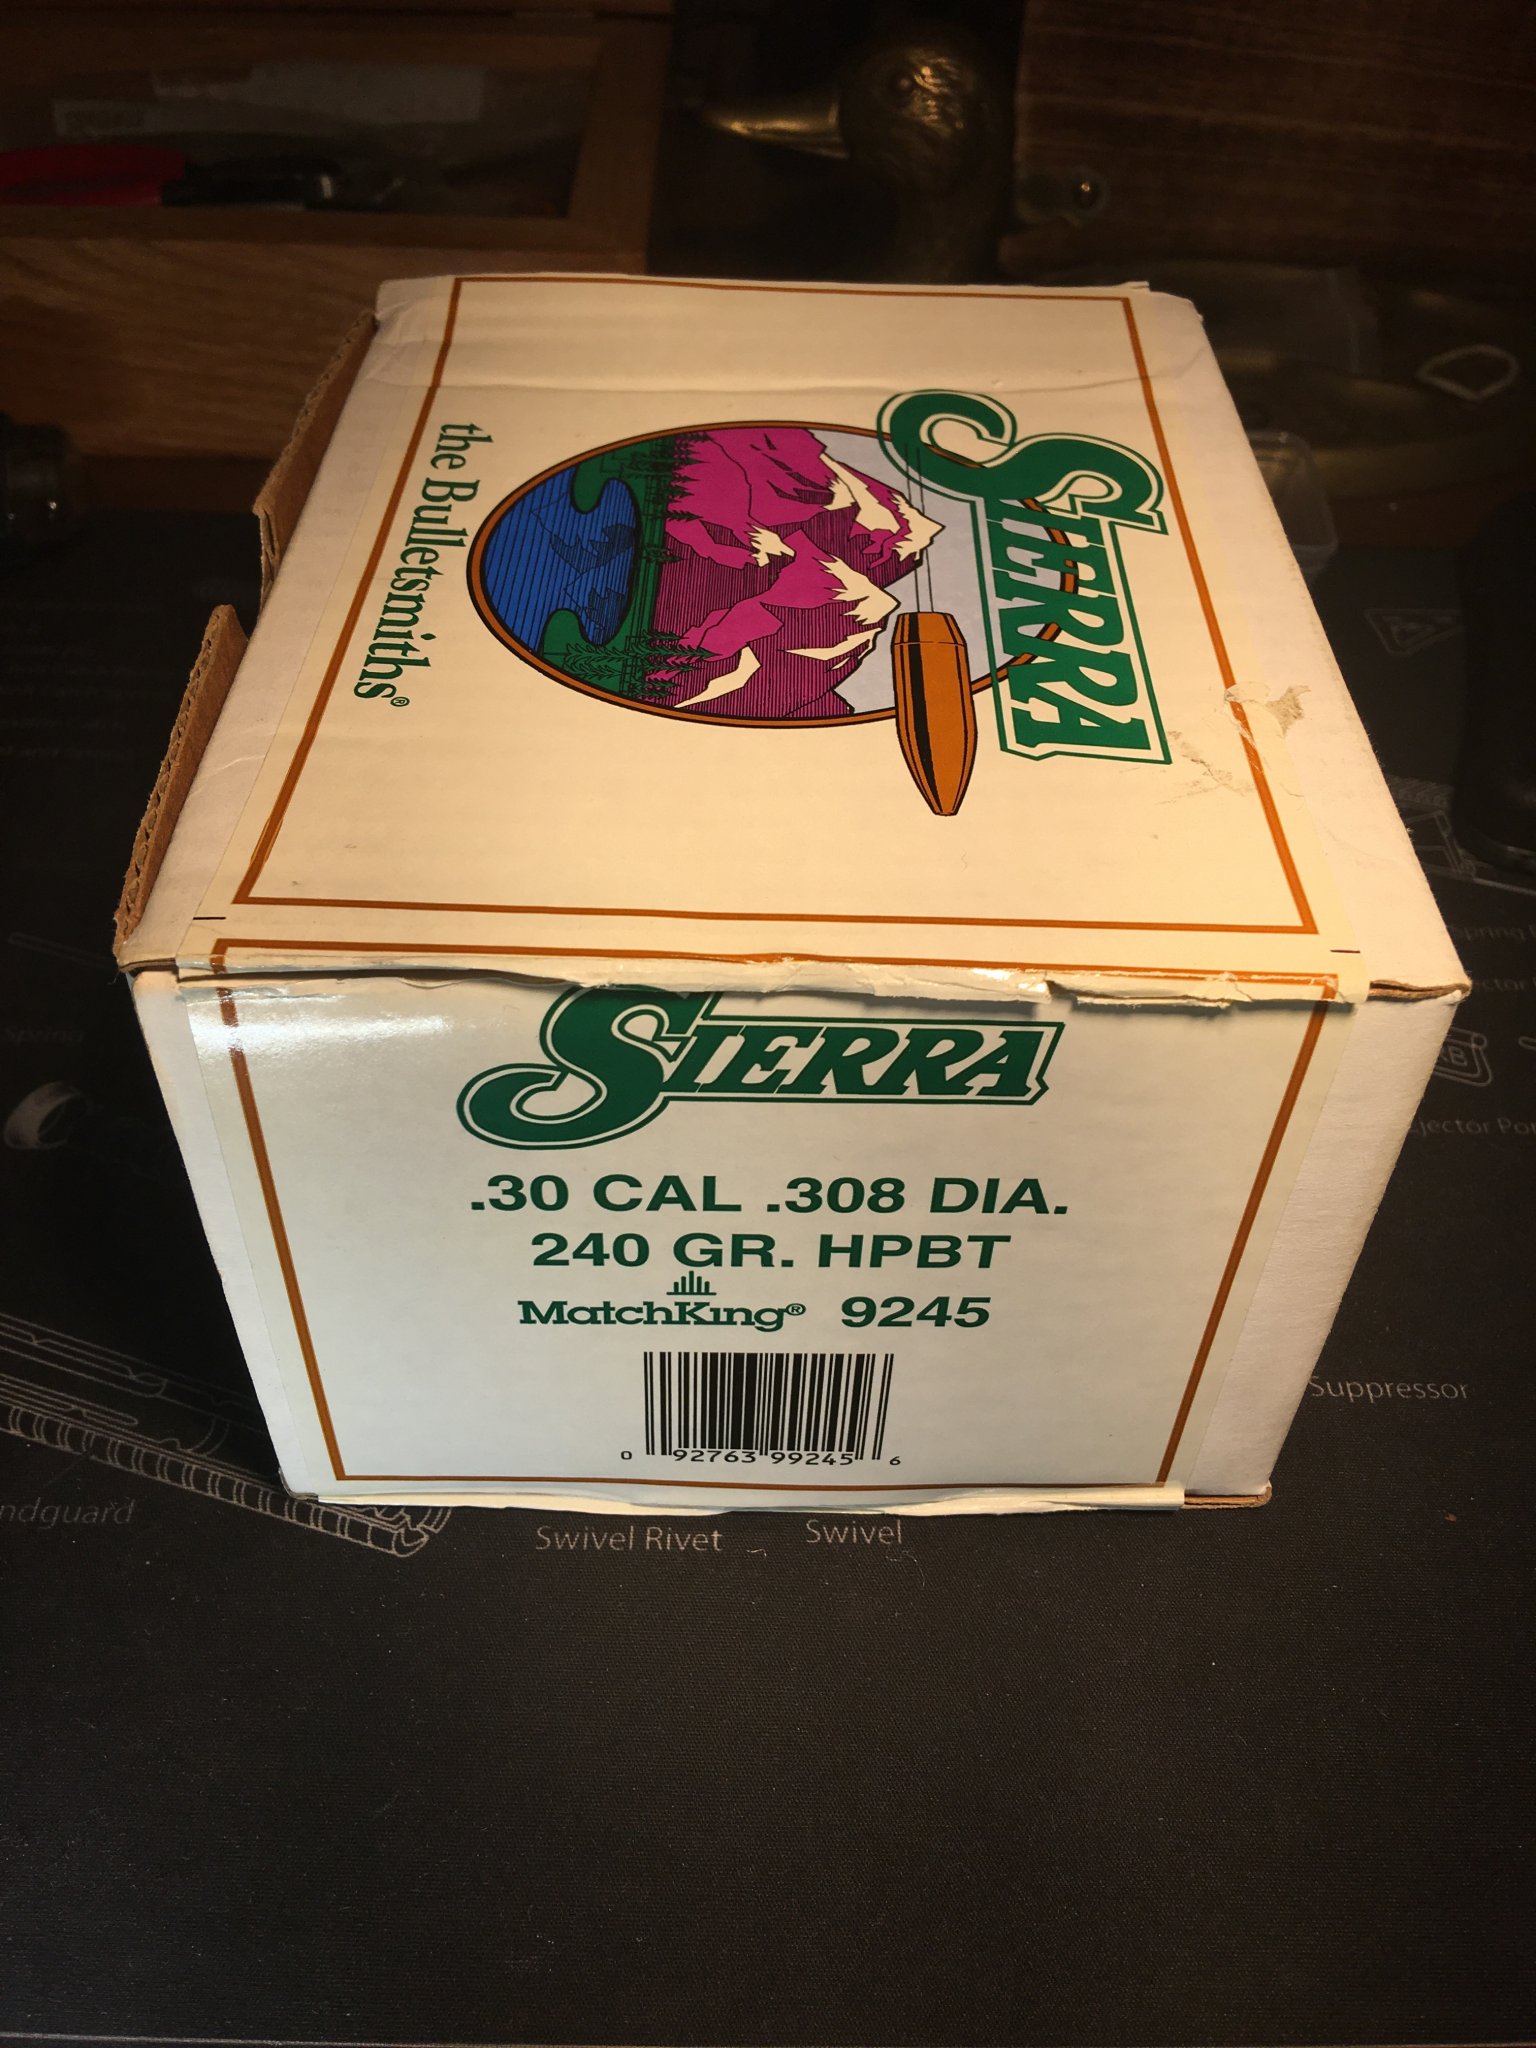 SIERRA
the Bulletsmiths®
SIERRA
.30 CAL .308 DIA.
240 GR. HPBT
MatchKing® 9245
0 92763 99245 6
Suppressor
Swivel Rivet
Swivel